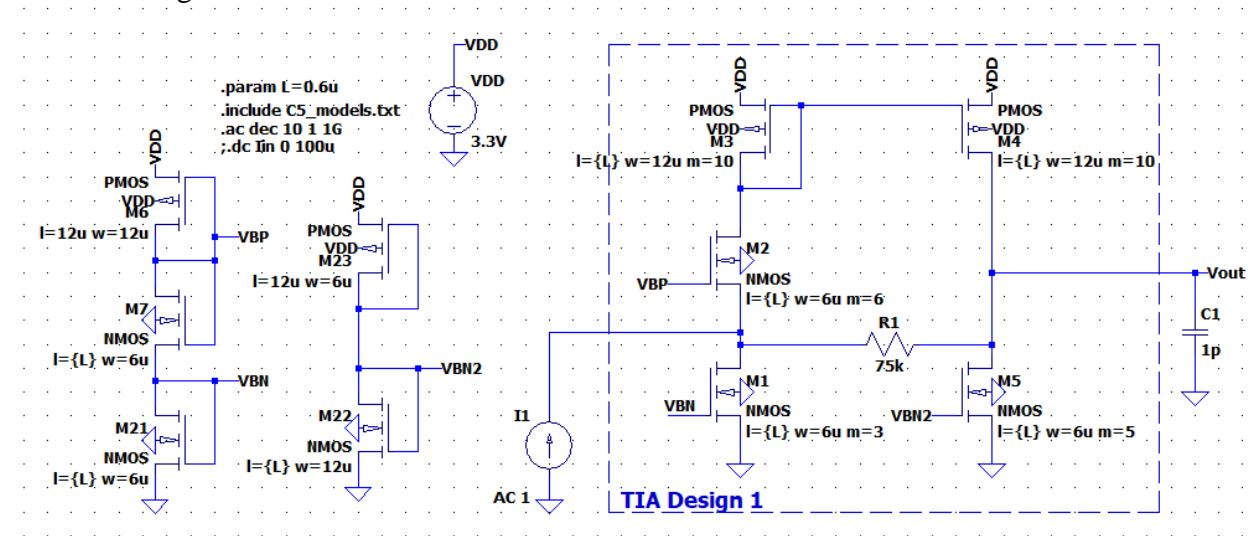 .param L=0.6u
.include C5_models.txt
.ac dec 10 1 1G
;.dc Iin 0 100u
VDD
VDD
3.3V
VDD
PMOS
VDD
M6
l=12u w=12u
VBP
M7
NMOS
l={L} w=6u
VBN
M21
NMOS
l={L} w=6u
VDD
PMOS
VDD
M23
l=12u w=6u
VBN2
M22
NMOS
l={L} w=12u
I1
AC 1
VDD
PMOS
VDD
M3
l={L} w=12u m=10
VDD
PMOS
VDD
M4
l={L} w=12u m=10
M2
VBP
NMOS
l={L} w=6u m=6
R1
75k
Vout
C1
1p
M1
VBN
NMOS
l={L} w=6u m=3
M5
VBN2
NMOS
l={L} w=6u m=5
TIA Design 1